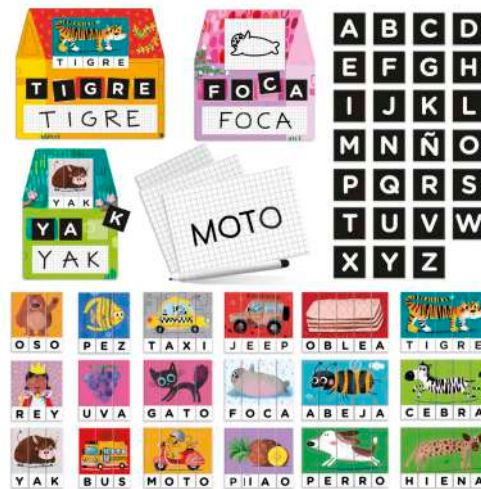 TIGRE
TIGRE
TIGRE
FOCA
FOCA
YAK
YAK
YAK
MOTO
A B C D
E F G H
I J K L
M N Ñ O
P Q R S
T U V W
X Y Z
OSO PEZ TAXI JEEP OBLEA TIGRE
REY UVA GATO FOCA ABEJA CEBRA
YAK BUS MOTO PERRO HIENA